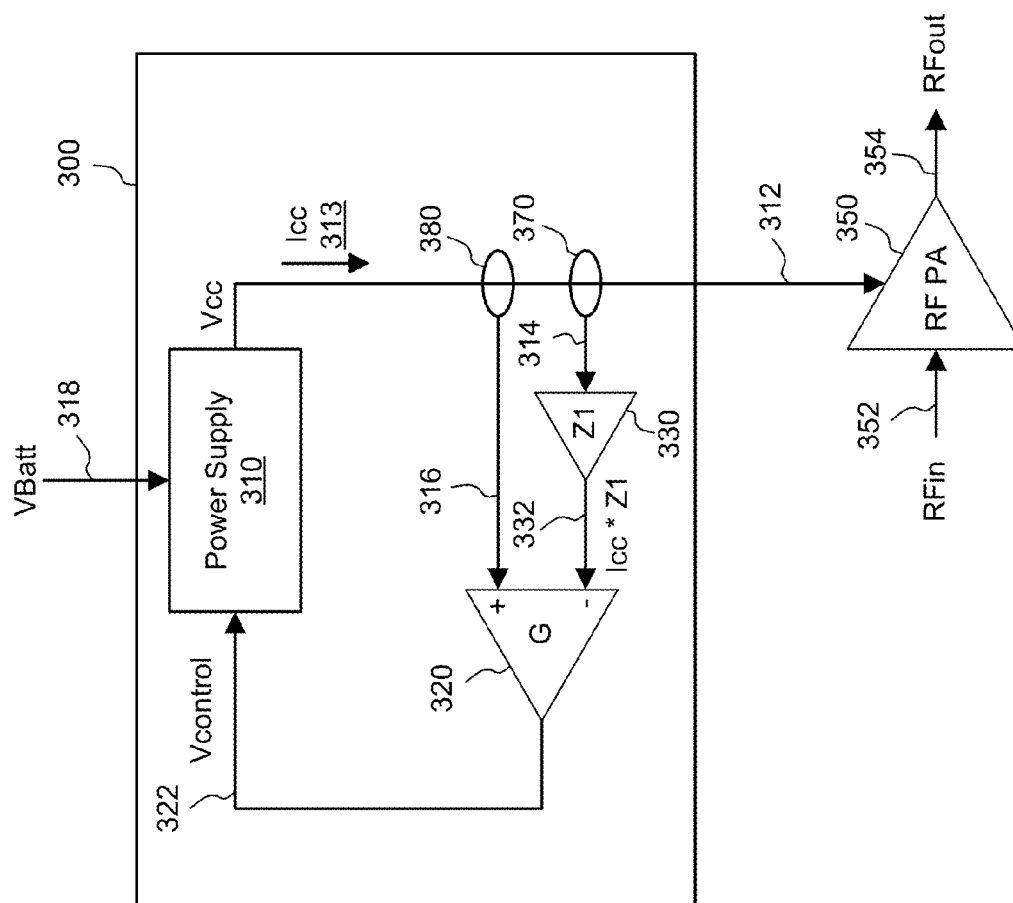 VBatt
318
300
Power Supply
310
Vcc
Icc
313
380
370
Vcontrol
322
316
314
Z1
330
332
Icc * Z1
+
-
G
320
312
RFin
352
RF PA
350
354
RFout